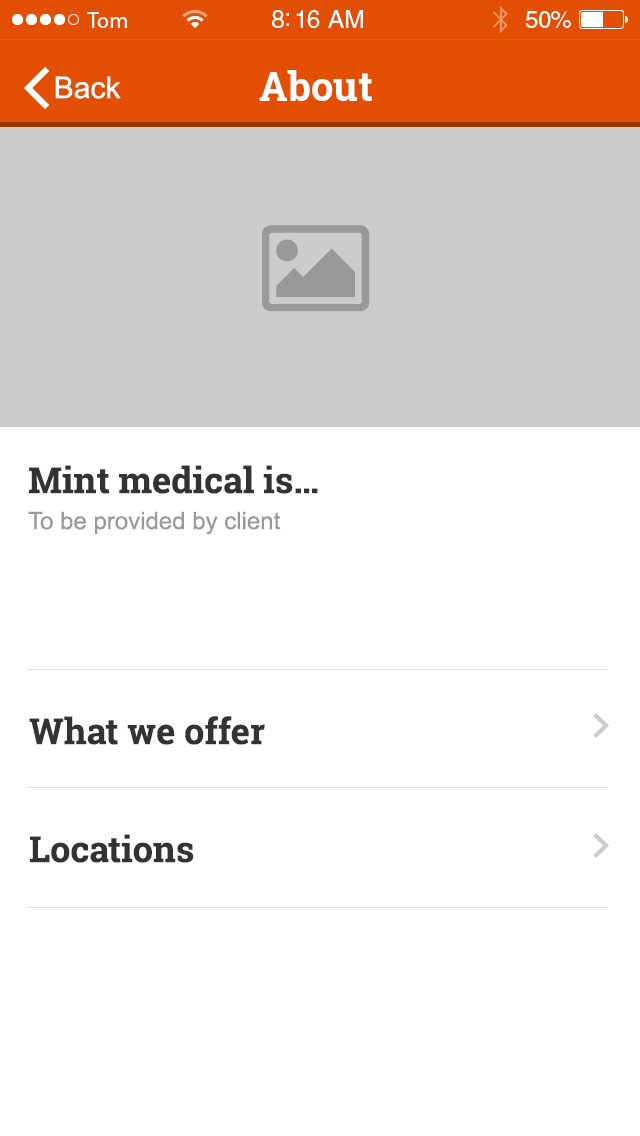 Tom 8:16 AM 50%
Back About
Mint medical is...
To be provided by client
What we offer
Locations